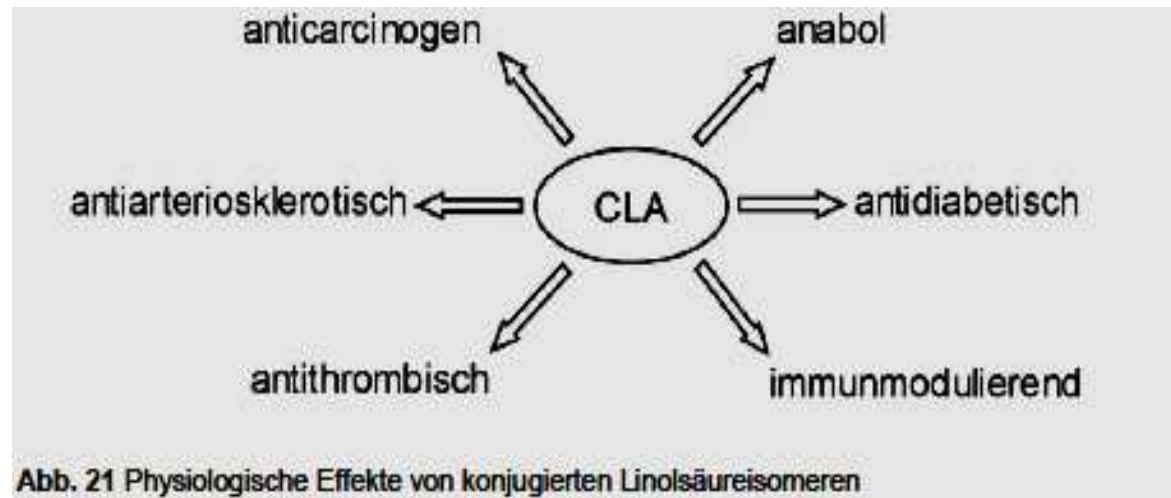 anticarcinogen
anabol
antiarteriosklerotisch
CLA
antidiabetisch
antithrombisch
immunmodulierend
Abb. 21 Physiologische Effekte von konjugierten Linolsäureisomeren